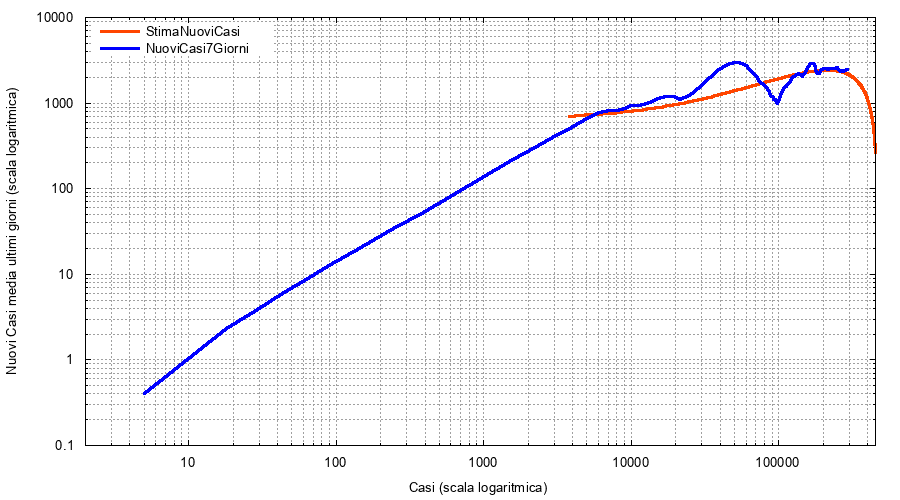 10000
1000
100
10
1
0.1
StimaNuoviCasi
NuoviCasi7Giorni
Nuovi Casi media ultimi giorni (scala logaritmica)
10 100 1000 10000 100000
Casi (scala logaritmica)